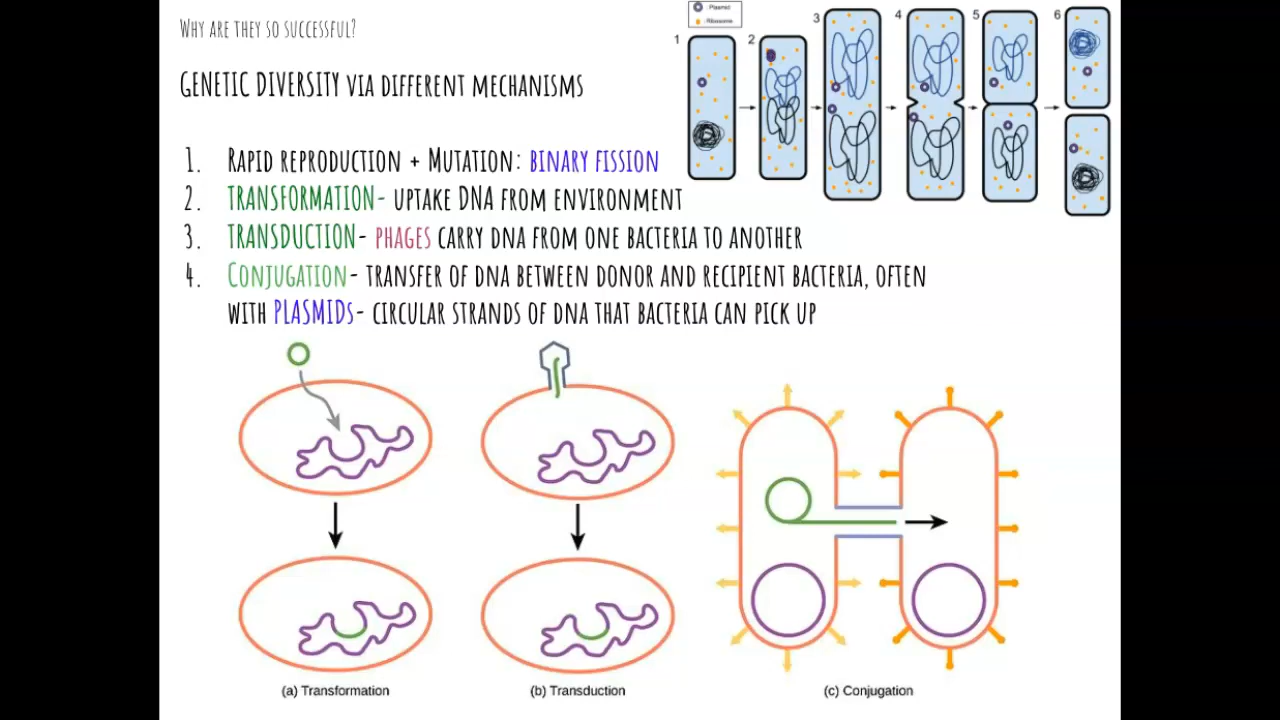 Why are they so successful?
GENETIC DIVERSITY via different mechanisms
1. Rapid reproduction + Mutation: BINARY FISSION
2. TRANSFORMATION- uptake DNA from environment
3. TRANSDUCTION- PHAGES carry dna from one bacteria to another
4. Conjugation- transfer of dna between donor and recipient bacteria, often
with PLASMIDs- circular strands of dna that bacteria can pick up
: Plasmid
: Ribosome
1
2
3
4
5
6
(a) Transformation
(b) Transduction
(c) Conjugation